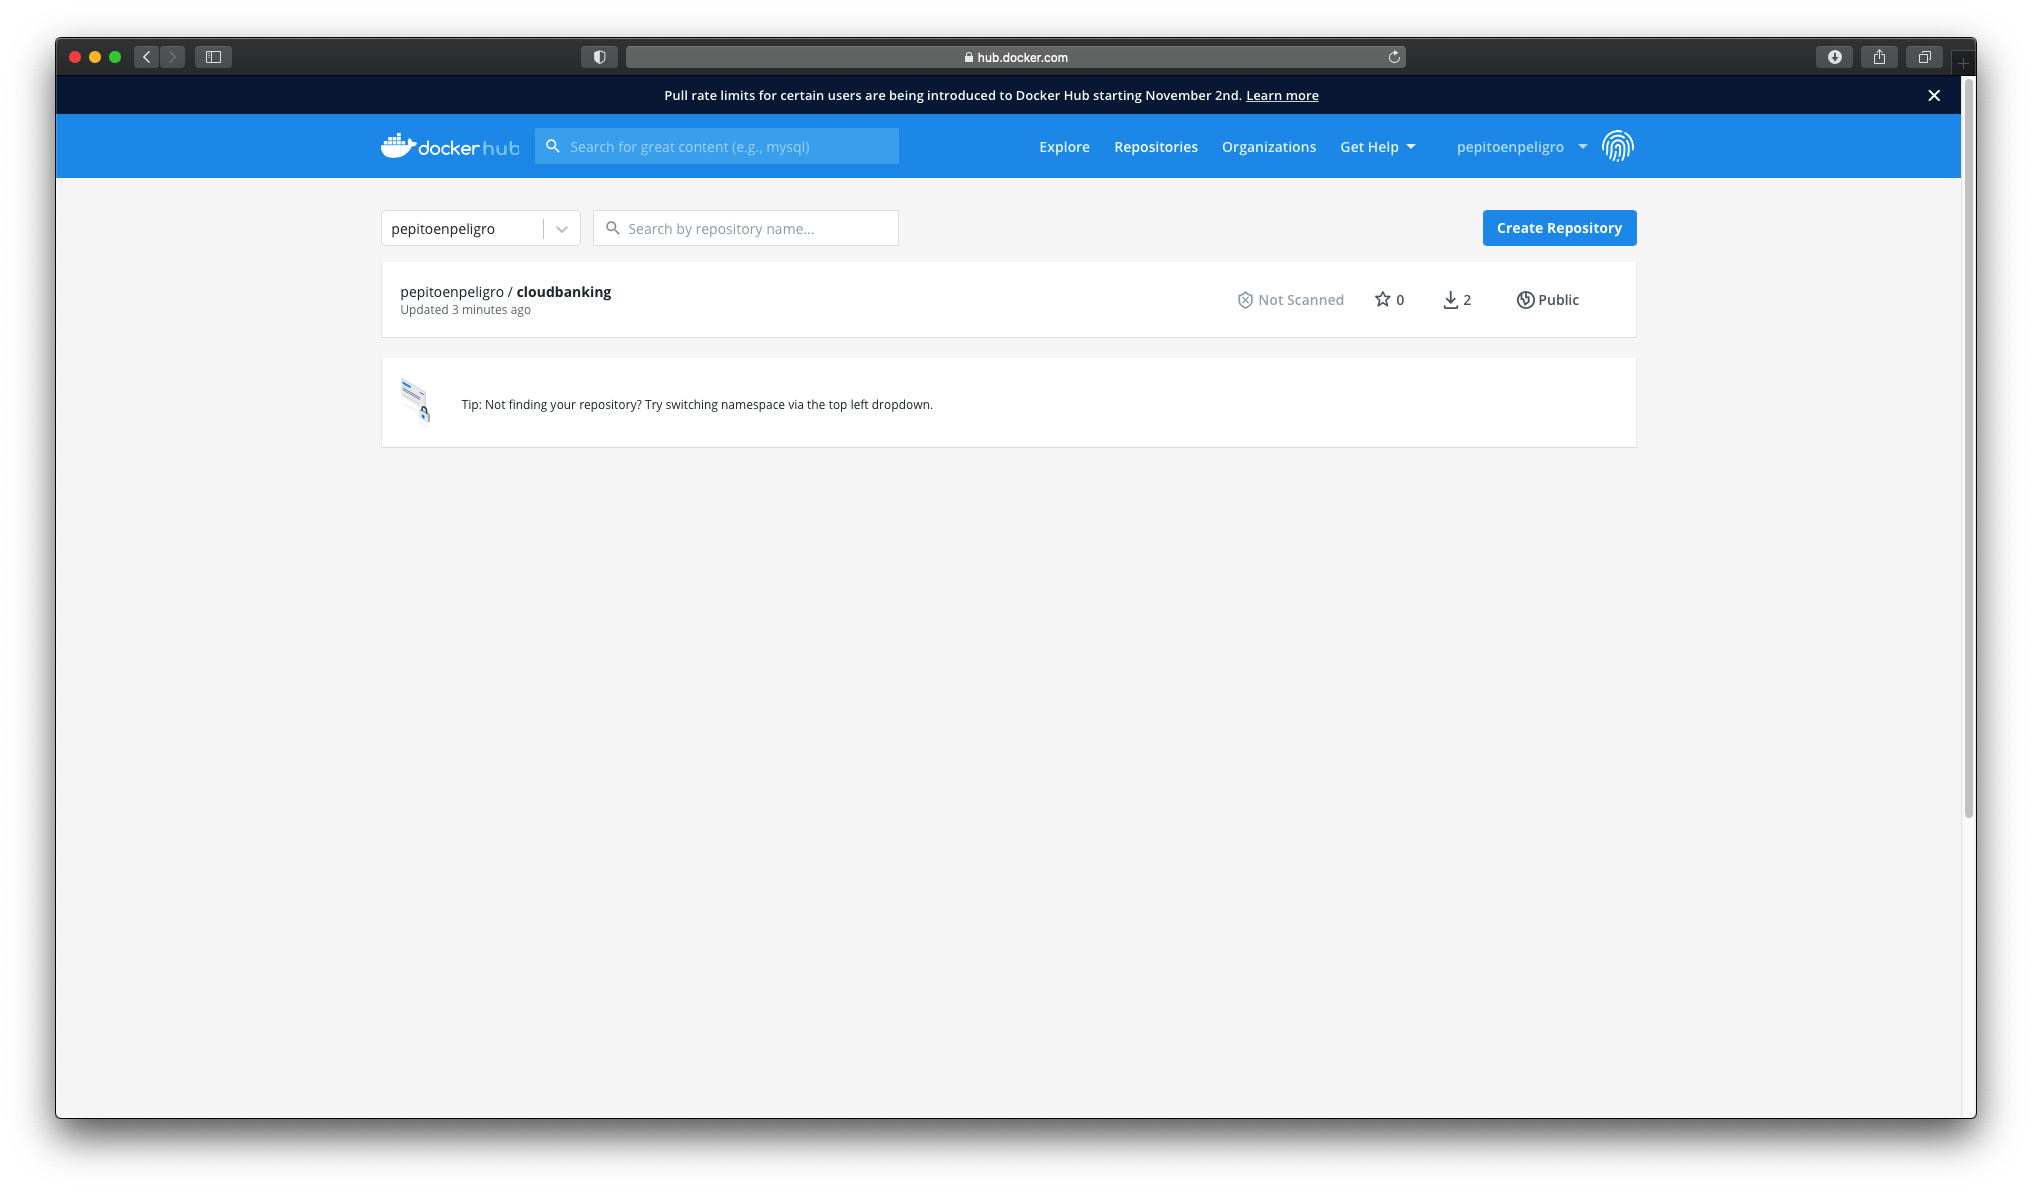 hub.docker.com
Pull rate limits for certain users are being introduced to Docker Hub starting November 2nd. Learn more
docker hub Search for great content (e.g., mysql) Explore Repositories Organizations Get Help pepitoenpeligro
pepitoenpeligro Search by repository name... Create Repository
pepitoenpeligro / cloudbanking
Updated 3 minutes ago
Not Scanned 0 2 Public
Tip: Not finding your repository? Try switching namespace via the top left dropdown.